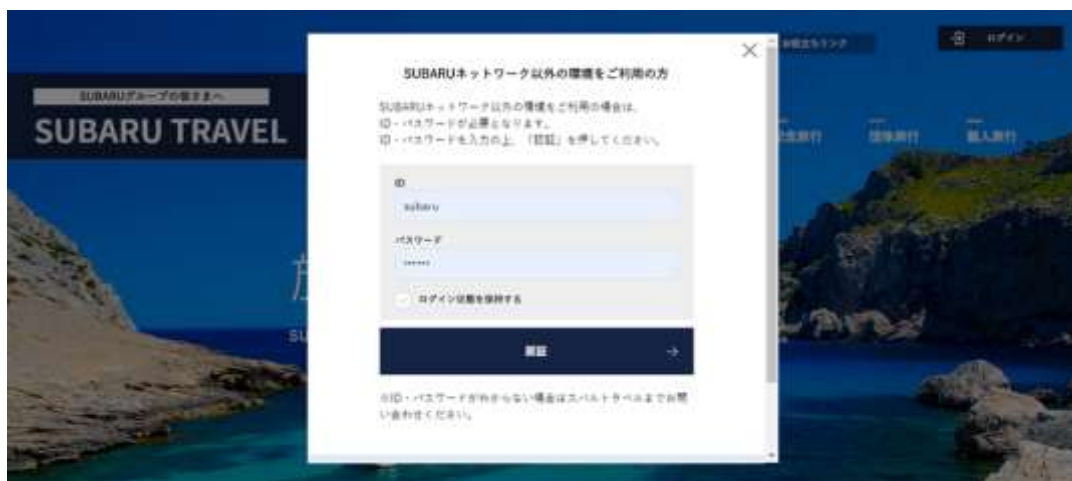 お役立ちリンク
ログイン
SUBARUグループの皆さまへ
SUBARU TRAVEL
団体旅行
個人旅行
SUBARUネットワーク以外の環境をご利用の方
SUBARUネットワーク以外の環境をご利用の場合は、
ID・パスワードが必要となります。
ID・パスワードを入力の上、「認証」を押してください。
ID
subaru
パスワード
••••••
ログイン状態を保持する
認証
※ID・パスワードがわからない場合はスバルトラベルまでお問
い合わせください。